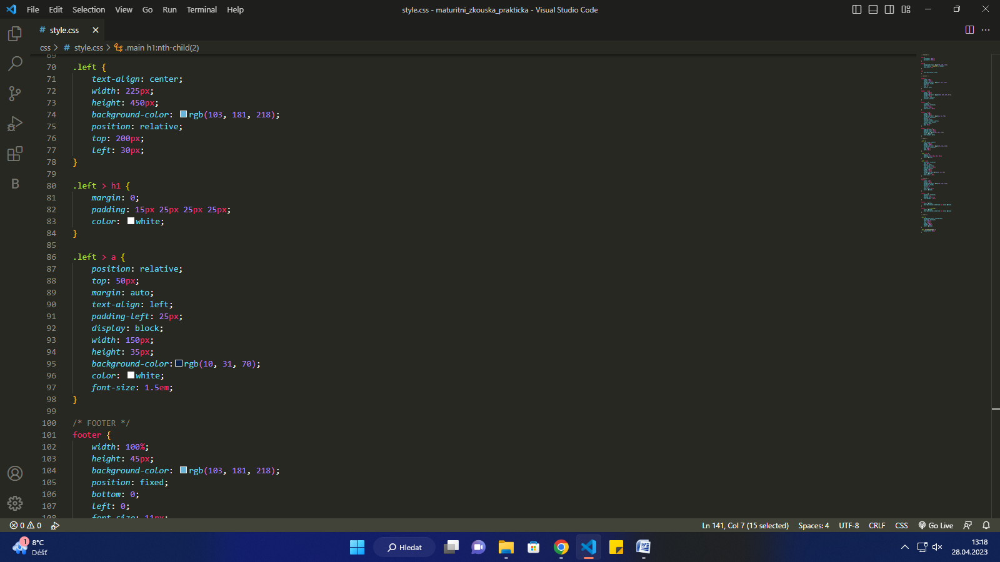 File Edit Selection View Go Run Terminal Help
style.css - maturitni_zkouska_prakticka - Visual Studio Code
# style.css
css > # style.css > .main h1:nth-child(2)
69
70 .left {
71 text-align: center;
72 width: 225px;
73 height: 450px;
74 background-color: rgb(103, 181, 218);
75 position: relative;
76 top: 200px;
77 left: 30px;
78 }
79
80 .left > h1 {
81 margin: 0;
82 padding: 15px 25px 25px 25px;
83 color: white;
84 }
85
86 .left > a {
87 position: relative;
88 top: 50px;
89 margin: auto;
90 text-align: left;
91 padding-left: 25px;
92 display: block;
93 width: 150px;
94 height: 35px;
95 background-color:rgb(10, 31, 70);
96 color: white;
97 font-size: 1.5em;
98 }
99
100 /* FOOTER */
101 footer {
102 width: 100%;
103 height: 45px;
104 background-color: rgb(103, 181, 218);
105 position: fixed;
106 bottom: 0;
107 left: 0;
108 font-size: 11px;
B
0 0
Ln 141, Col 7 (15 selected) Spaces: 4 UTF-8 CRLF CSS Go Live
1
8°C
Déšť
Hledat
13:18
28.04.2023